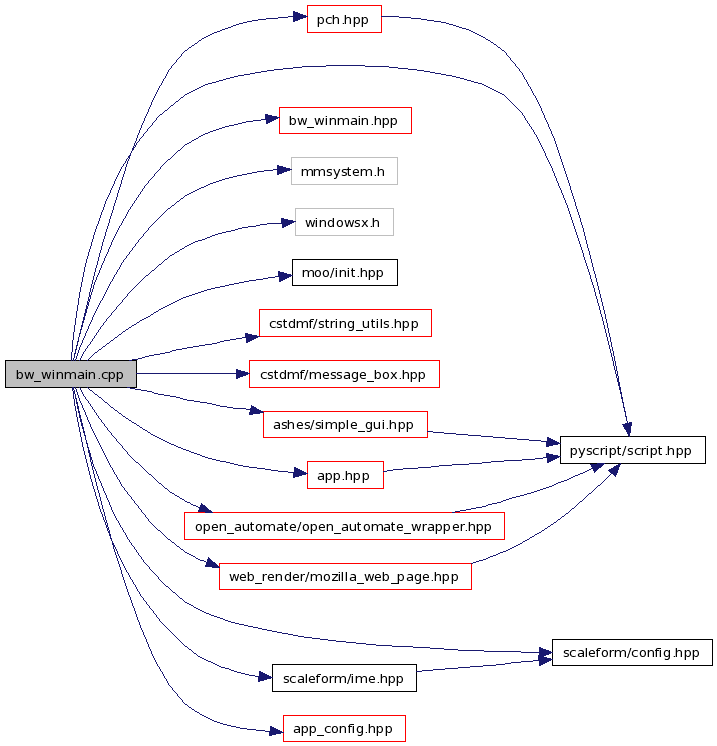 pch.hpp
bw_winmain.hpp
mmsystem.h
windowsx.h
moo/init.hpp
cstdmf/string_utils.hpp
bw_winmain.cpp
cstdmf/message_box.hpp
ashes/simple_gui.hpp
pyscript/script.hpp
app.hpp
open_automate/open_automate_wrapper.hpp
web_render/mozilla_web_page.hpp
scaleform/config.hpp
scaleform/ime.hpp
app_config.hpp